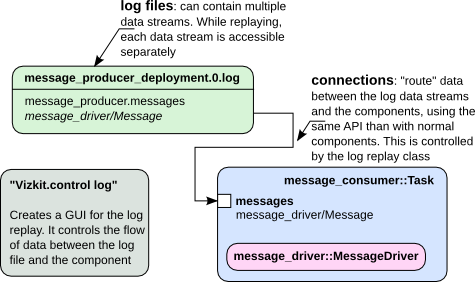 log files: can contain multiple
data streams. While replaying,
each data stream is accessible
separately
message_producer_deployment.0.log
message_producer.messages
message_driver/Message
connections: "route" data
between the log data streams
and the components, using the
same API than with normal
components. This is controlled
by the log replay class
"Vizkit.control log"
Creates a GUI for the log
replay. It controls the flow
of data between the log
file and the component
message_consumer::Task
messages
message_driver/Message
message_driver::MessageDriver